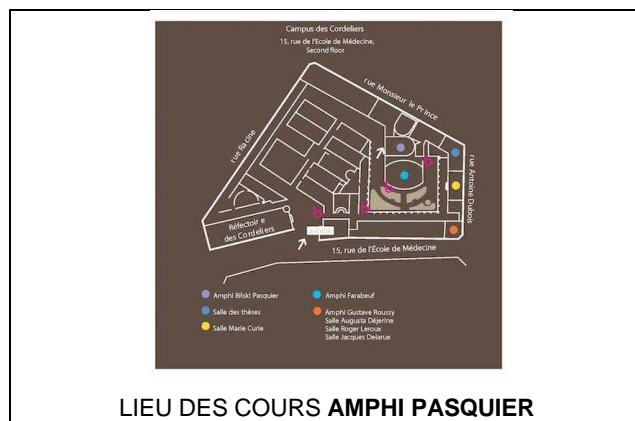 Campus des Cordeliers
15, rue de l'Ecole de Médecine,
Second floor
rue Monsieur le Prince
rue Racine
rue Antoine Dubois
Réfectoir e
des Cordeliers
15, rue de l'École de Médecine
Amphi Bilski Pasquier
Salle des thèses
Salle Marie Curie
Amphi Farabeuf
Amphi Gustave Roussy
Salle Augusta Déjerine
Salle Roger Leroux
Salle Jacques Delarue
LIEU DES COURS AMPHI PASQUIER